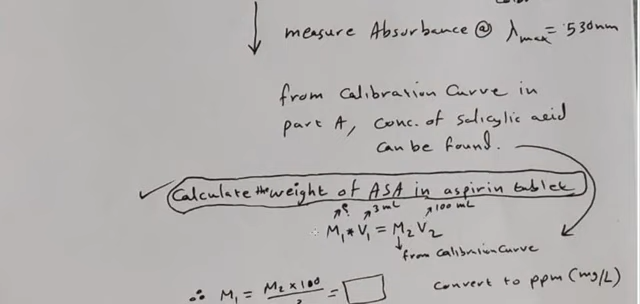 measure Absorbance @ λmax = 530nm
from Calibration Curve in
part A, conc. of salicylic acid
can be found.
✓ Calculate the weight of ASA in aspirin tablet
? 3 mL 100 mL
M₁ * V₁ = M₂ V₂
from Calibration Curve
convert to ppm (mg/L)
∴ M₁ = M₂ × 100 / =